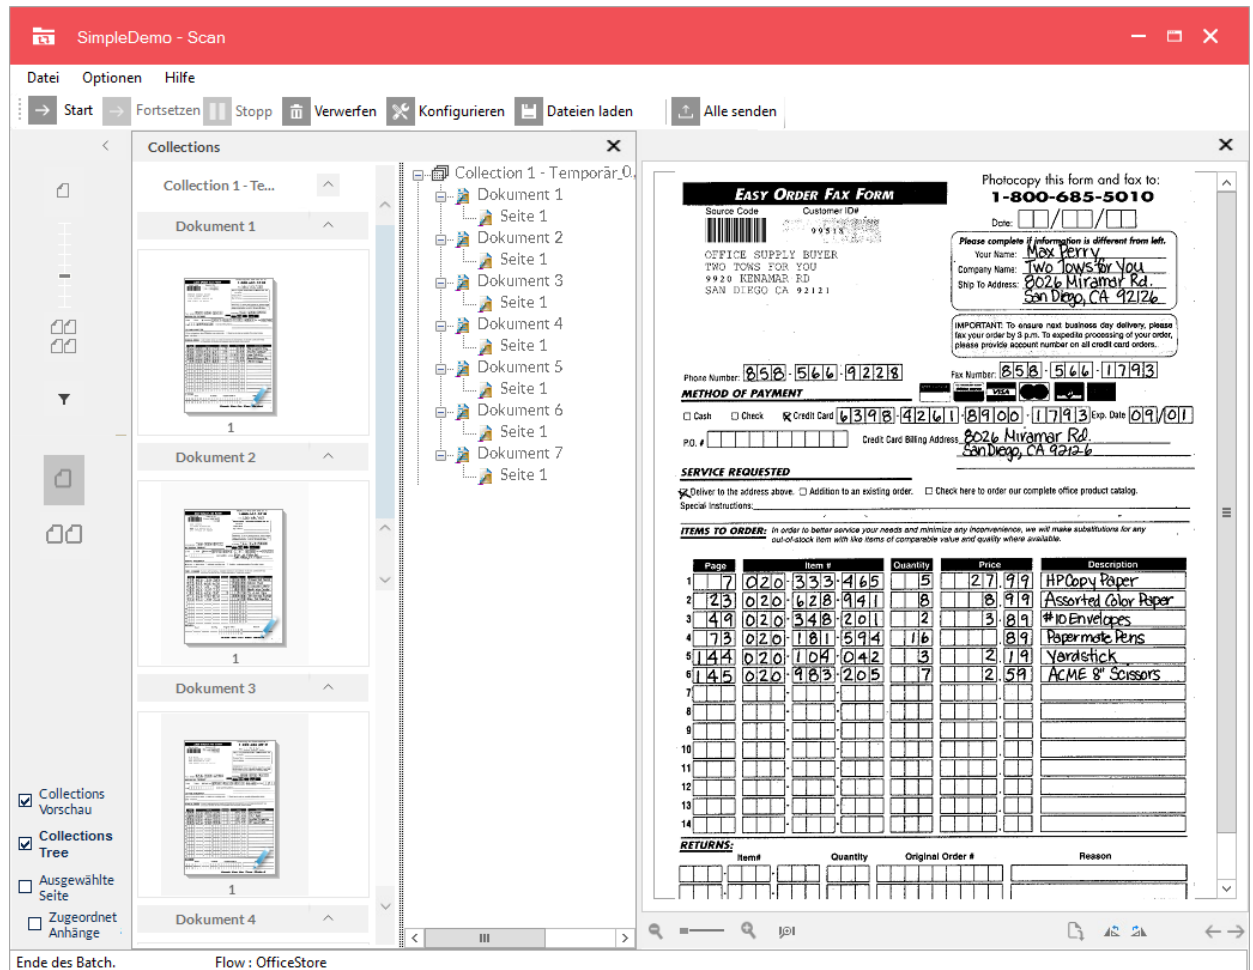 SimpleDemo - Scan
Datei Optionen Hilfe
Start Fortsetzen Stopp Verwerfen Konfigurieren Dateien laden Alle senden
Collections
Collection 1 - Te...
Dokument 1
1
Dokument 2
1
Dokument 3
1
Dokument 4
Collections Vorschau
Collections Tree
Ausgewählte Seite
Zugeordnet Anhänge
Collection 1 - Temporär_0,
Dokument 1
Seite 1
Dokument 2
Seite 1
Dokument 3
Seite 1
Dokument 4
Seite 1
Dokument 5
Seite 1
Dokument 6
Seite 1
Dokument 7
Seite 1
EASY ORDER FAX FORM
Photocopy this form and fax to:
1-800-685-5010
Source Code Customer ID#
99518
Date:
OFFICE SUPPLY BUYER
TWO TOWS FOR YOU
9920 KENAMAR RD
SAN DIEGO CA 92121
Please complete if information is different from left.
Your Name: Max Perry
Company Name: Two Tows for You
Ship To Address: 8026 Miramar Rd.
San Diego, CA 92126
IMPORTANT: To ensure next business day delivery, please
fax your order by 3 p.m. To expedite processing of your order,
please provide account number on all credit card orders.
Phone Number: 858-566-9228 Fax Number: 858-566-1793
METHOD OF PAYMENT VISA
Cash Check Credit Card 6398-4261-8900-1793 Exp. Date 09/01
P.O. # Credit Card Billing Address 8026 Miramar Rd.
San Diego, CA 92126
SERVICE REQUESTED
Deliver to the address above. Addition to an existing order. Check here to order our complete office product catalog.
Special Instructions:
ITEMS TO ORDER: In order to better service your needs and minimize any inconvenience, we will make substitutions for any
out-of-stock item with like items of comparable value and quality where available.
Page Item # Quantity Price Description
1 7 020-333-465 5 27.99 HP Copy Paper
2 23 020-628-941 8 8.99 Assorted Color Paper
3 49 020-348-201 2 3.89 #10 Envelopes
4 73 020-181-594 16 .89 Papermate Pens
5 144 020-104-042 3 2.19 Yardstick
6 145 020-983-205 7 2.59 ACME 8" Scissors
7
8
9
10
11
12
13
14
RETURNS:
Item# Quantity Original Order # Reason
Ende des Batch. Flow : OfficeStore